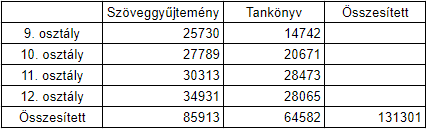 Szöveggyűjtemény Tankönyv Összesített
9. osztály 25730 14742
10. osztály 27789 20671
11. osztály 30313 28473
12. osztály 34931 28065
Összesített 85913 64582 131301